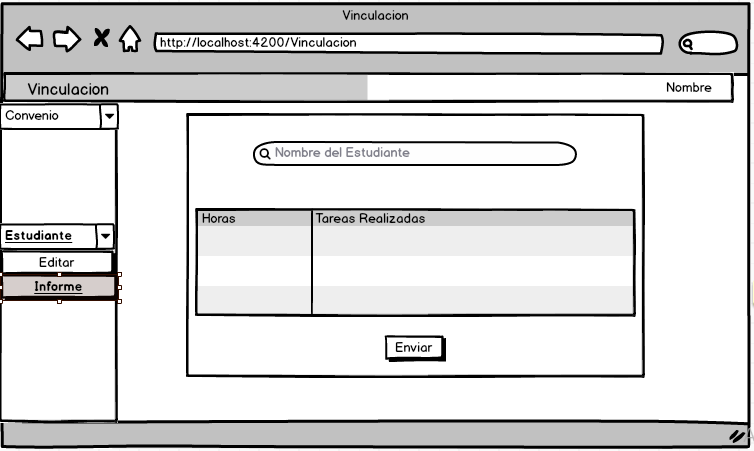 Vinculacion
http://localhost:4200/Vinculacion
Vinculacion
Nombre
Convenio
Nombre del Estudiante
Horas
Tareas Realizadas
Estudiante
Editar
Informe
Enviar